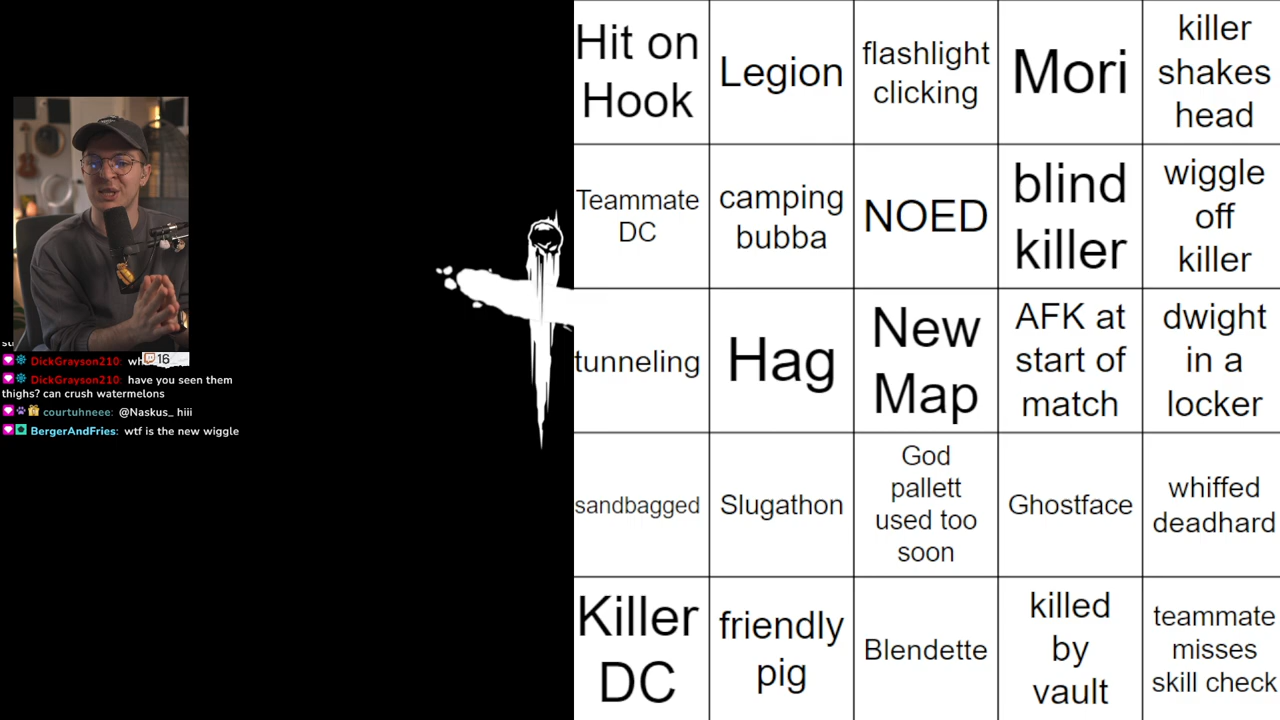 DickGrayson210: wh
16
DickGrayson210: have you seen them
thighs? can crush watermelons
courtuhneee: @Naskus_ hiii
BergerAndFries: wtf is the new wiggle
Hit on
Hook
Legion
flashlight
clicking
Mori
killer
shakes
head
Teammate
DC
camping
bubba
NOED
blind
killer
wiggle
off
killer
tunneling
Hag
New
Map
AFK at
start of
match
dwight
in a
locker
sandbagged
Slugathon
God
pallett
used too
soon
Ghostface
whiffed
deadhard
Killer
DC
friendly
pig
Blendette
killed
by
vault
teammate
misses
skill check